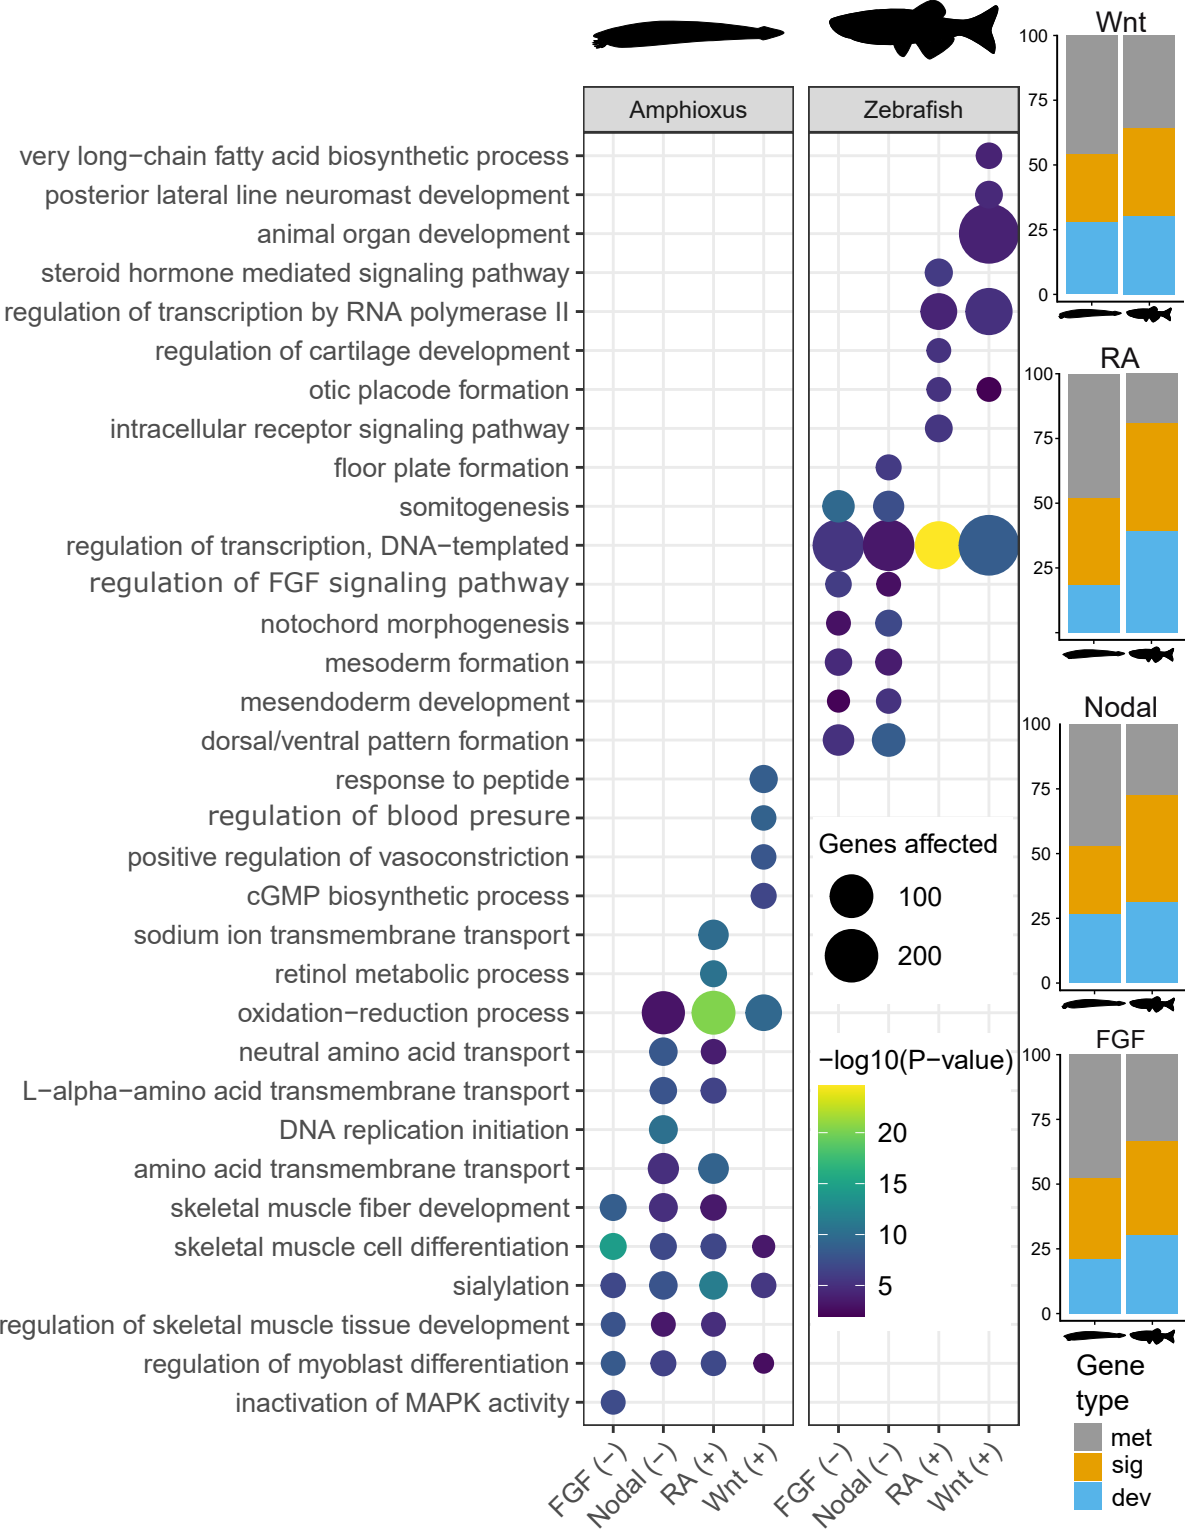 Amphioxus
Zebrafish
very long−chain fatty acid biosynthetic process
posterior lateral line neuromast development
animal organ development
steroid hormone mediated signaling pathway
regulation of transcription by RNA polymerase II
regulation of cartilage development
otic placode formation
intracellular receptor signaling pathway
floor plate formation
somitogenesis
regulation of transcription, DNA−templated
regulation of FGF signaling pathway
notochord morphogenesis
mesoderm formation
mesendoderm development
dorsal/ventral pattern formation
response to peptide
regulation of blood presure
positive regulation of vasoconstriction
cGMP biosynthetic process
sodium ion transmembrane transport
retinol metabolic process
oxidation−reduction process
neutral amino acid transport
L−alpha−amino acid transmembrane transport
DNA replication initiation
amino acid transmembrane transport
skeletal muscle fiber development
skeletal muscle cell differentiation
sialylation
regulation of skeletal muscle tissue development
regulation of myoblast differentiation
inactivation of MAPK activity
FGF (−)
Nodal (−)
RA (+)
Wnt (+)
FGF (−)
Nodal (−)
RA (+)
Wnt (+)
Genes affected
100
200
−log10(P−value)
20
15
10
5
Wnt
100
75
50
25
0
RA
100
75
50
25
Nodal
100
75
50
25
0
FGF
100
75
50
25
0
Gene
type
met
sig
dev